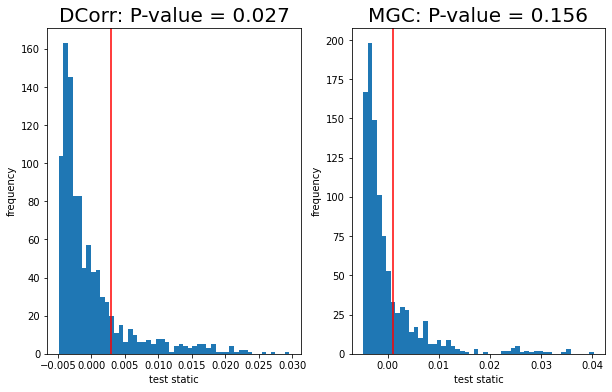 DCorr: P-value = 0.027
160
140
120
100
80
60
40
20
0
frequency
−0.005 0.000 0.005 0.010 0.015 0.020 0.025 0.030
test static
MGC: P-value = 0.156
200
175
150
125
100
75
50
25
0
frequency
0.00 0.01 0.02 0.03 0.04
test static